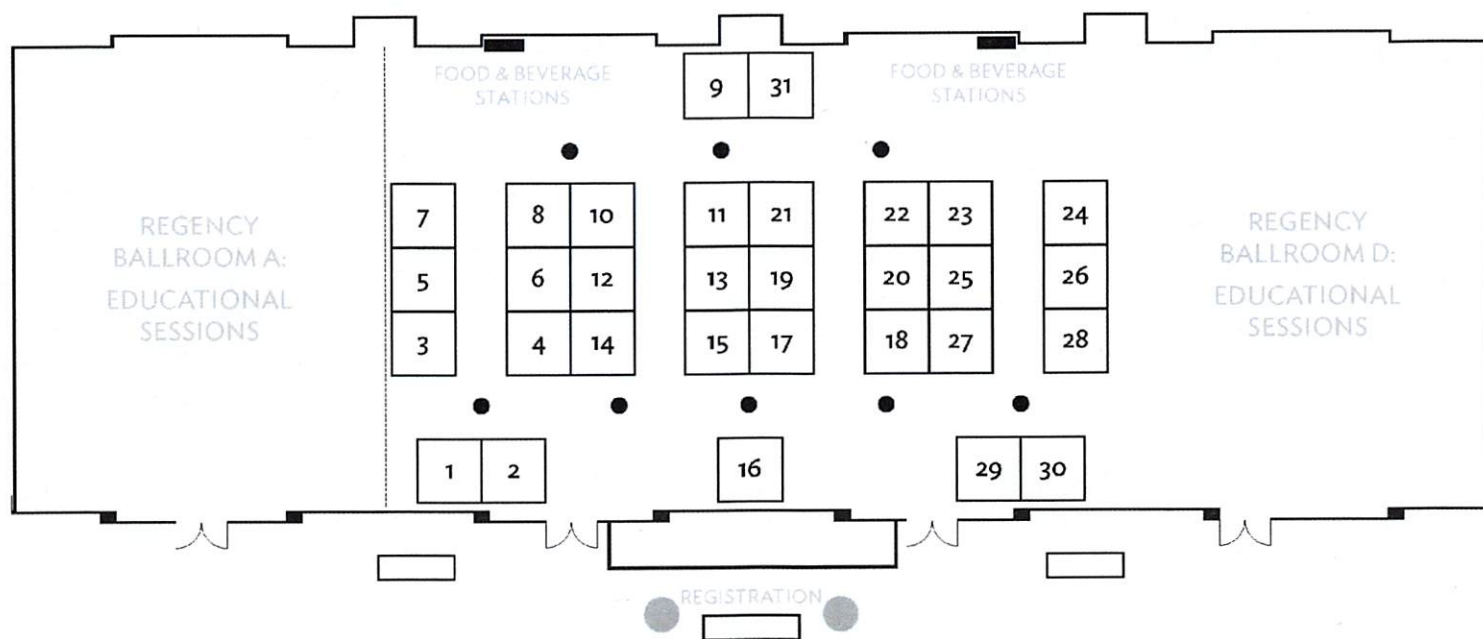 FOOD & BEVERAGE
STATIONS
9 31
FOOD & BEVERAGE
STATIONS
REGENCY
BALLROOM A:
EDUCATIONAL
SESSIONS
7 8 10 11 21 22 23 24
5 6 12 13 19 20 25 26
3 4 14 15 17 18 27 28
REGENCY
BALLROOM D:
EDUCATIONAL
SESSIONS
1 2 16 29 30
REGISTRATION